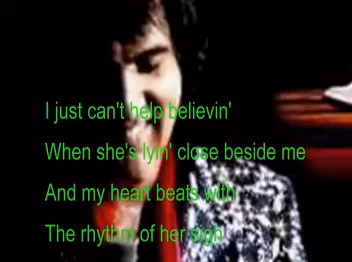 I just can't help believin'
When she's lyin' close beside me
And my heart beats with
The rhythm of her sigh